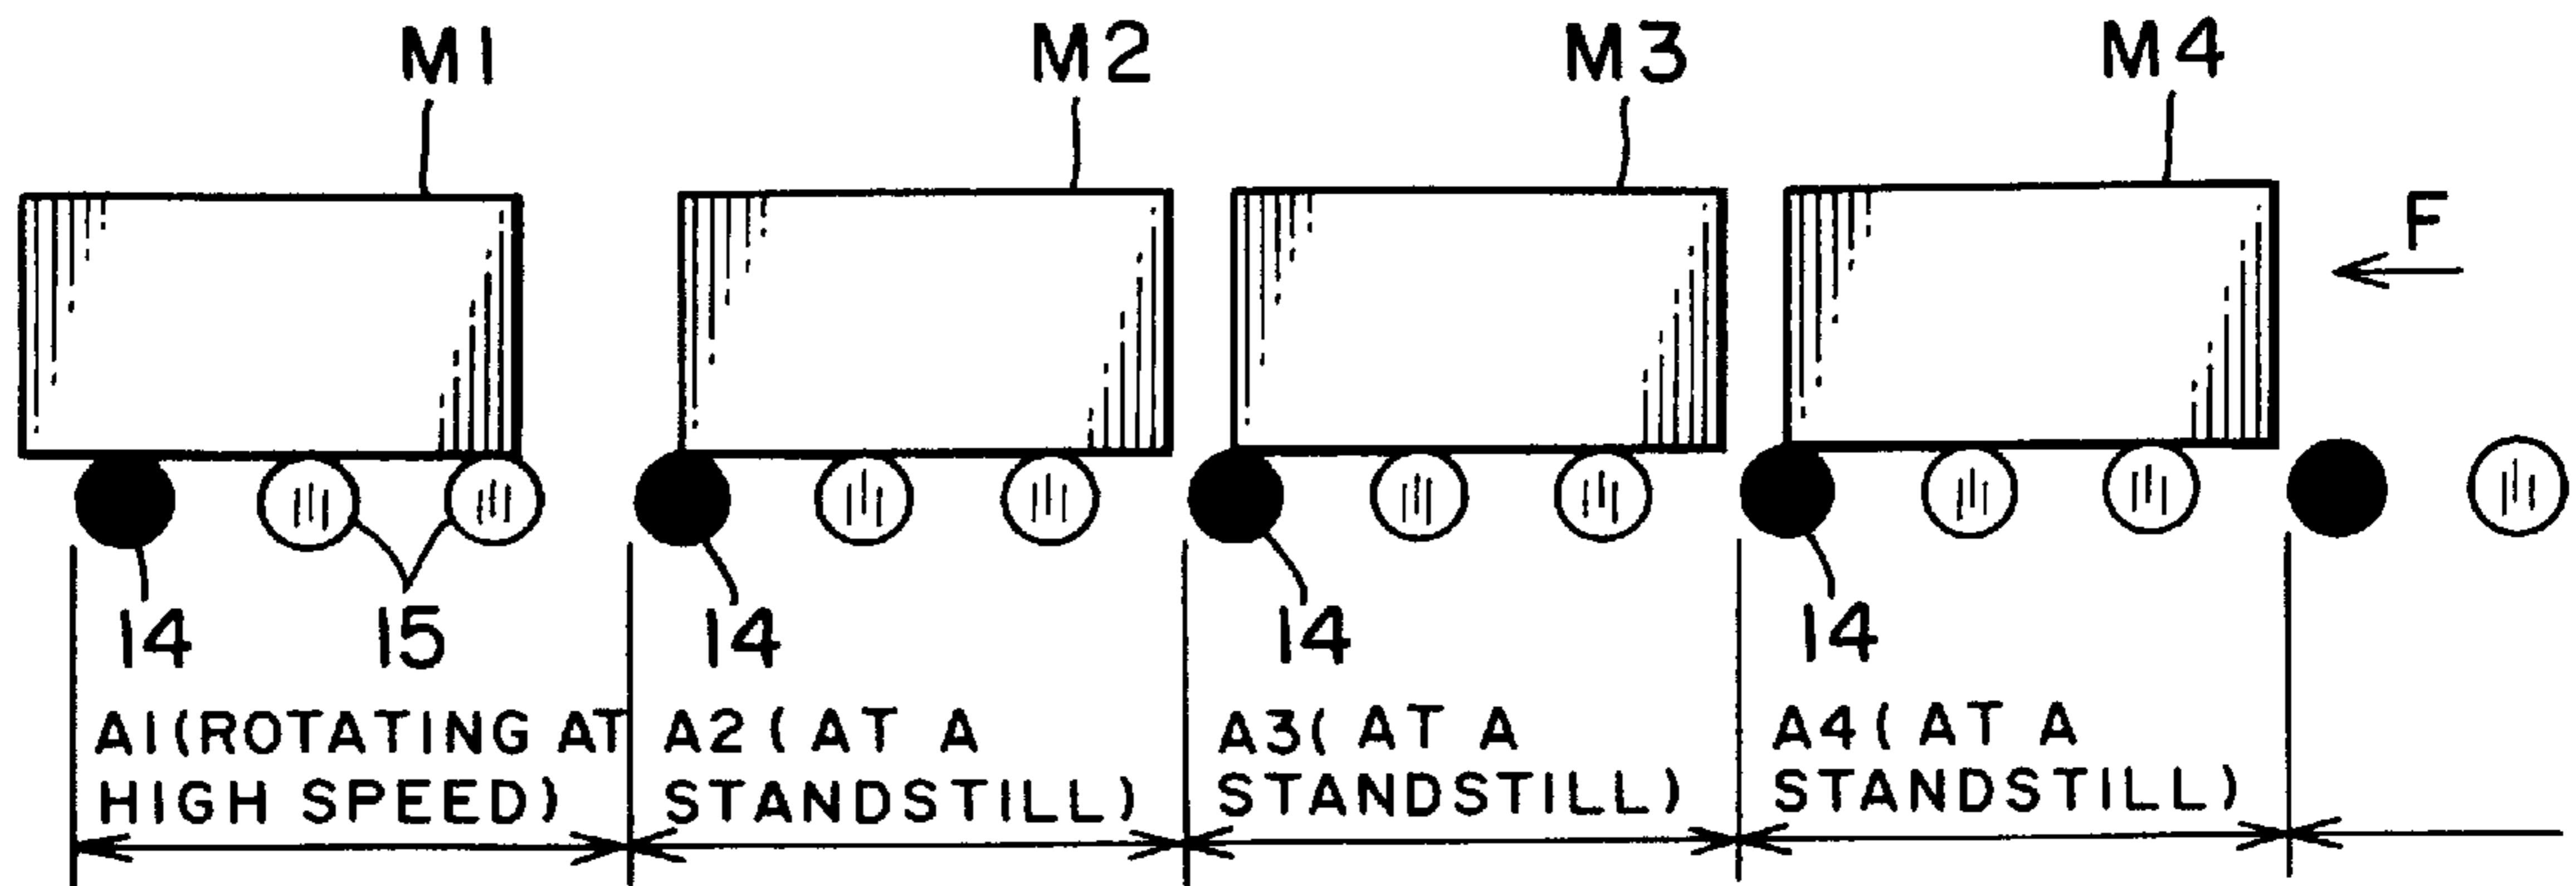 M1 M2 M3 M4
F
14 15 14 14 14
A1(ROTATING AT HIGH SPEED)
A2(AT A STANDSTILL)
A3(AT A STANDSTILL)
A4(AT A STANDSTILL)